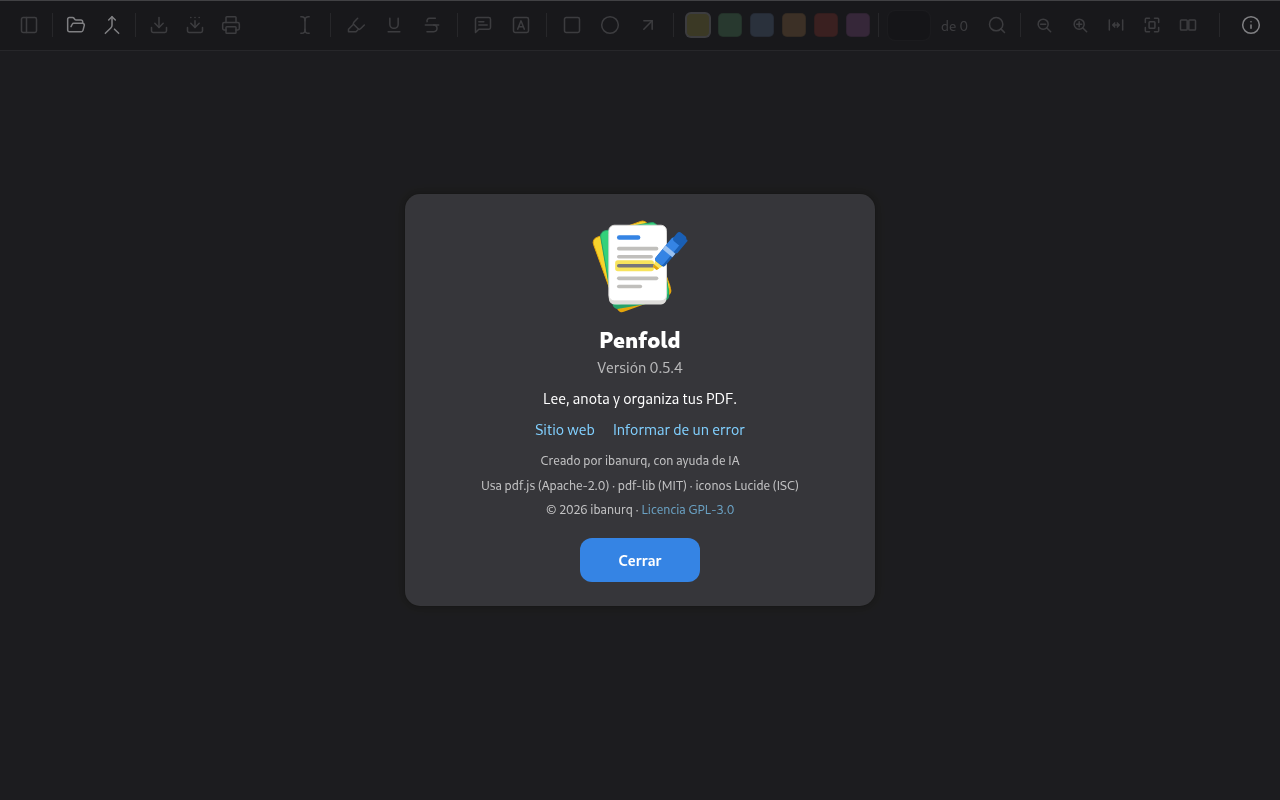 de 0
Penfold
Versión 0.5.4
Lee, anota y organiza tus PDF.
Sitio web Informar de un error
Creado por ibanurq, con ayuda de IA
Usa pdf.js (Apache-2.0) · pdf-lib (MIT) · iconos Lucide (ISC)
© 2026 ibanurq · Licencia GPL-3.0
Cerrar